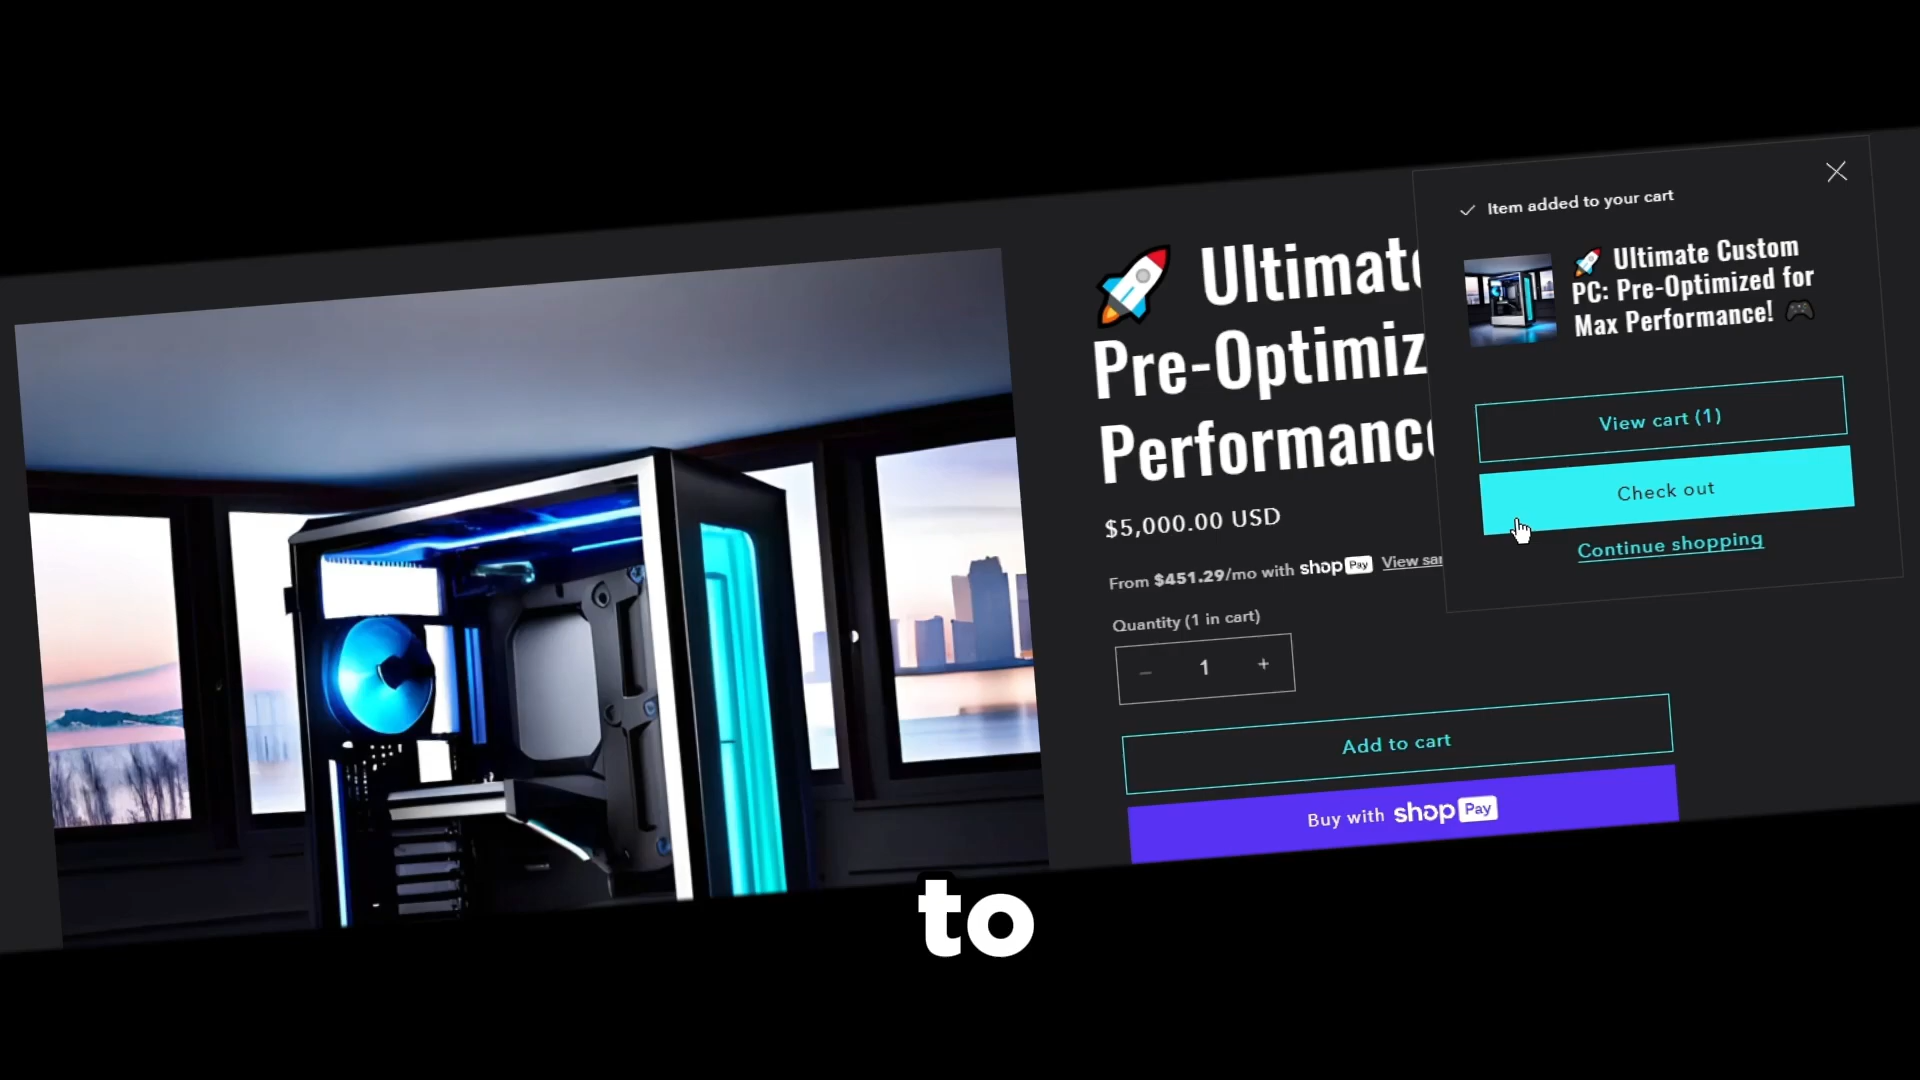 🚀 Ultimat
Pre-Optimiz
Performanc
$5,000.00 USD
From $451.29/mo with shop Pay View sa
Quantity (1 in cart)
− 1 +
Add to cart
Buy with shop Pay
Item added to your cart
🚀 Ultimate Custom
PC: Pre-Optimized for
Max Performance! 🎮
View cart (1)
Check out
Continue shopping
to